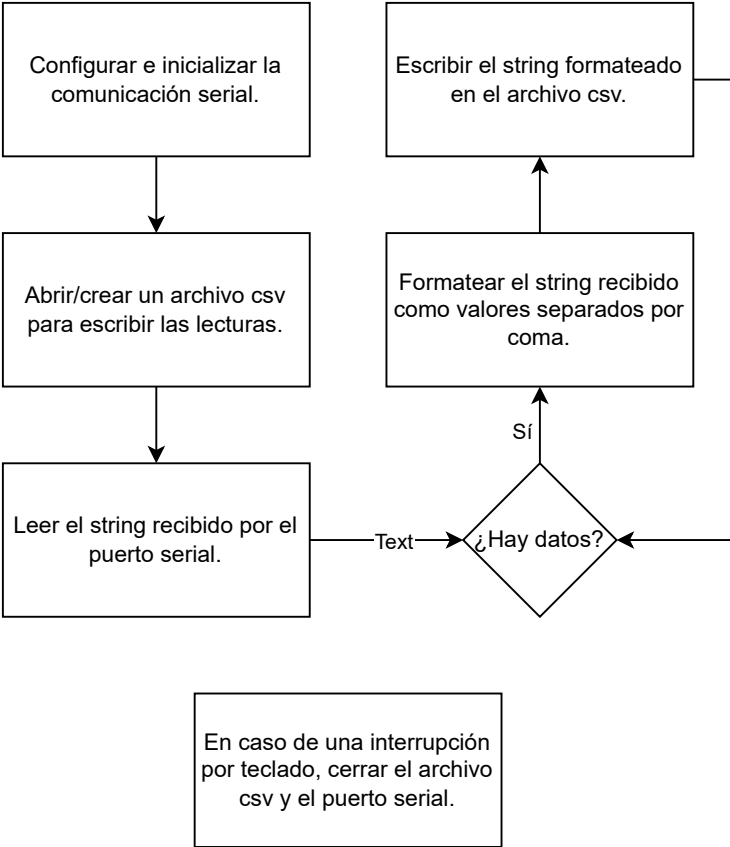 Configurar e inicializar la
comunicación serial.
Abrir/crear un archivo csv
para escribir las lecturas.
Leer el string recibido por el
puerto serial.
Text
¿Hay datos?
Sí
Formatear el string recibido
como valores separados por
coma.
Escribir el string formateado
en el archivo csv.
En caso de una interrupción
por teclado, cerrar el archivo
csv y el puerto serial.